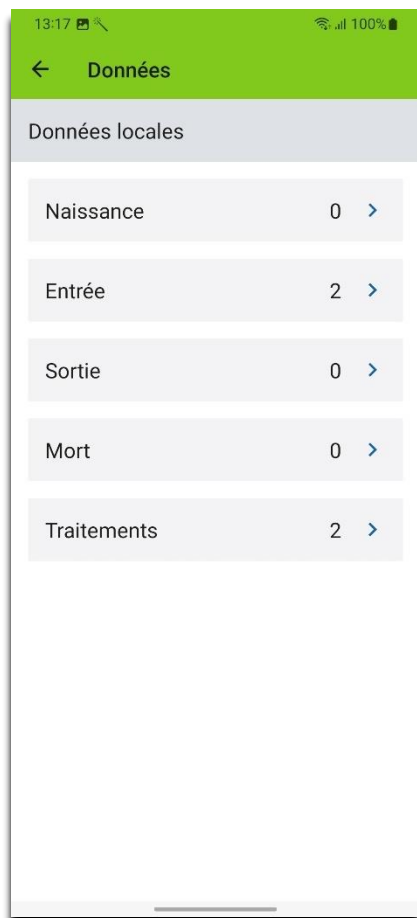 13:17 100%
Données
Données locales
Naissance 0
Entrée 2
Sortie 0
Mort 0
Traitements 2